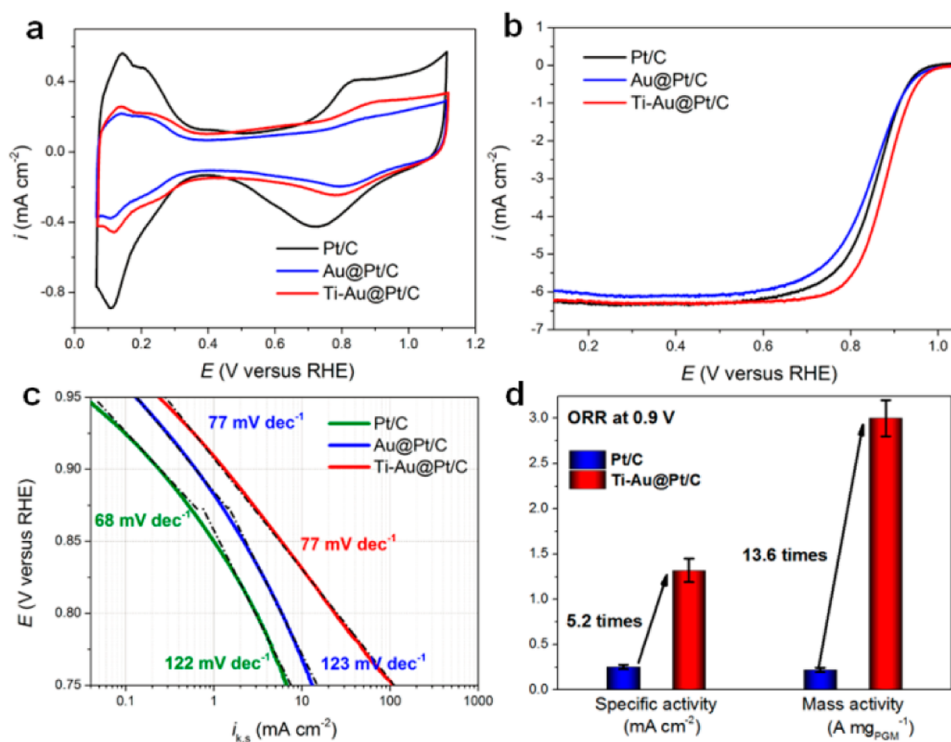 a
Pt/C
Au@Pt/C
Ti-Au@Pt/C
0.4
0.0
-0.4
-0.8
0.0 0.2 0.4 0.6 0.8 1.0 1.2
i (mA cm⁻²)
E (V versus RHE)
b
Pt/C
Au@Pt/C
Ti-Au@Pt/C
0
-1
-2
-3
-4
-5
-6
-7
0.2 0.4 0.6 0.8 1.0
i (mA cm⁻²)
E (V versus RHE)
c
77 mV dec⁻¹
Pt/C
Au@Pt/C
Ti-Au@Pt/C
68 mV dec⁻¹
77 mV dec⁻¹
122 mV dec⁻¹
123 mV dec⁻¹
0.95
0.90
0.85
0.80
0.75
0.1 1 10 100 1000
E (V versus RHE)
i k,s (mA cm⁻²)
d
ORR at 0.9 V
Pt/C
Ti-Au@Pt/C
13.6 times
5.2 times
3.0
2.5
2.0
1.5
1.0
0.5
0.0
Specific activity
(mA cm⁻²)
Mass activity
(A mg PGM⁻¹)